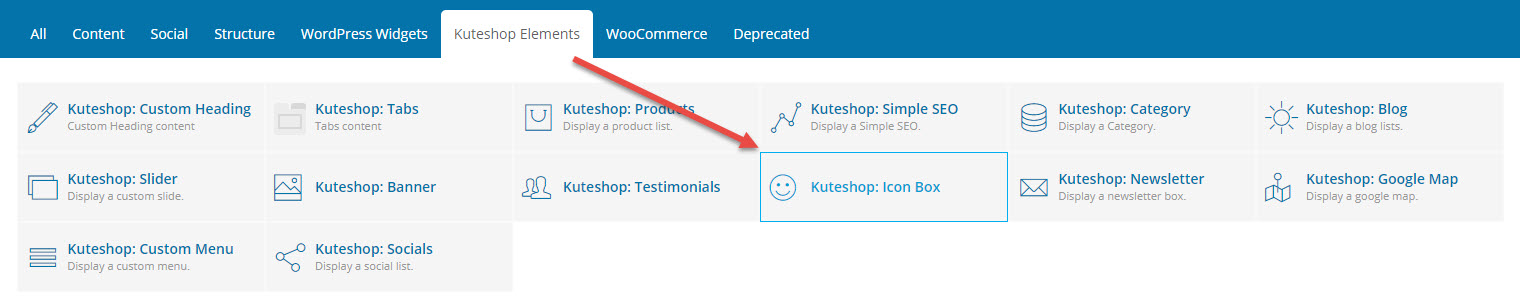 All Content Social Structure WordPress Widgets Kuteshop Elements WooCommerce Deprecated
Kuteshop: Custom Heading
Custom Heading content
Kuteshop: Tabs
Tabs content
Kuteshop: Products
Display a product list.
Kuteshop: Simple SEO
Display a Simple SEO.
Kuteshop: Category
Display a Category.
Kuteshop: Blog
Display a blog lists.
Kuteshop: Slider
Display a custom slide.
Kuteshop: Banner
Kuteshop: Testimonials
Kuteshop: Icon Box
Kuteshop: Newsletter
Display a newsletter box.
Kuteshop: Google Map
Display a google map.
Kuteshop: Custom Menu
Display a custom menu.
Kuteshop: Socials
Display a social list.